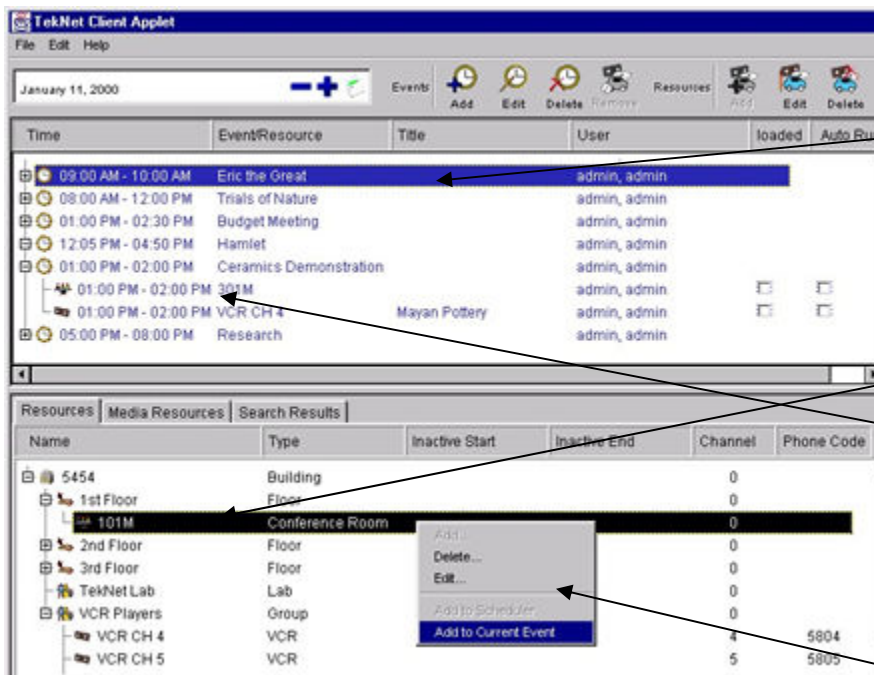 TekNet Client Applet
File Edit Help
January 11, 2000 Events Add Edit Delete Remove Resources Add Edit Delete
Time Event/Resource Title User loaded Auto Ru
09:00 AM - 10:00 AM Eric the Great admin, admin
08:00 AM - 12:00 PM Trials of Nature admin, admin
01:00 PM - 02:30 PM Budget Meeting admin, admin
12:05 PM - 04:50 PM Hamlet admin, admin
01:00 PM - 02:00 PM Ceramics Demonstration admin, admin
01:00 PM - 02:00 PM 301M admin, admin
01:00 PM - 02:00 PM VCR CH 4 Mayan Pottery admin, admin
05:00 PM - 08:00 PM Research admin, admin
Resources Media Resources Search Results
Name Type Inactive Start Inactive End Channel Phone Code
5454 Building 0
1st Floor Floor 0
101M Conference Room 0
2nd Floor Floor 0
3rd Floor Floor 0
TekNet Lab Lab 0
VCR Players Group 0
VCR CH 4 VCR 4 5804
VCR CH 5 VCR 5 5805
Add...
Delete...
Edit...
Add to Scheduler...
Add to Current Event